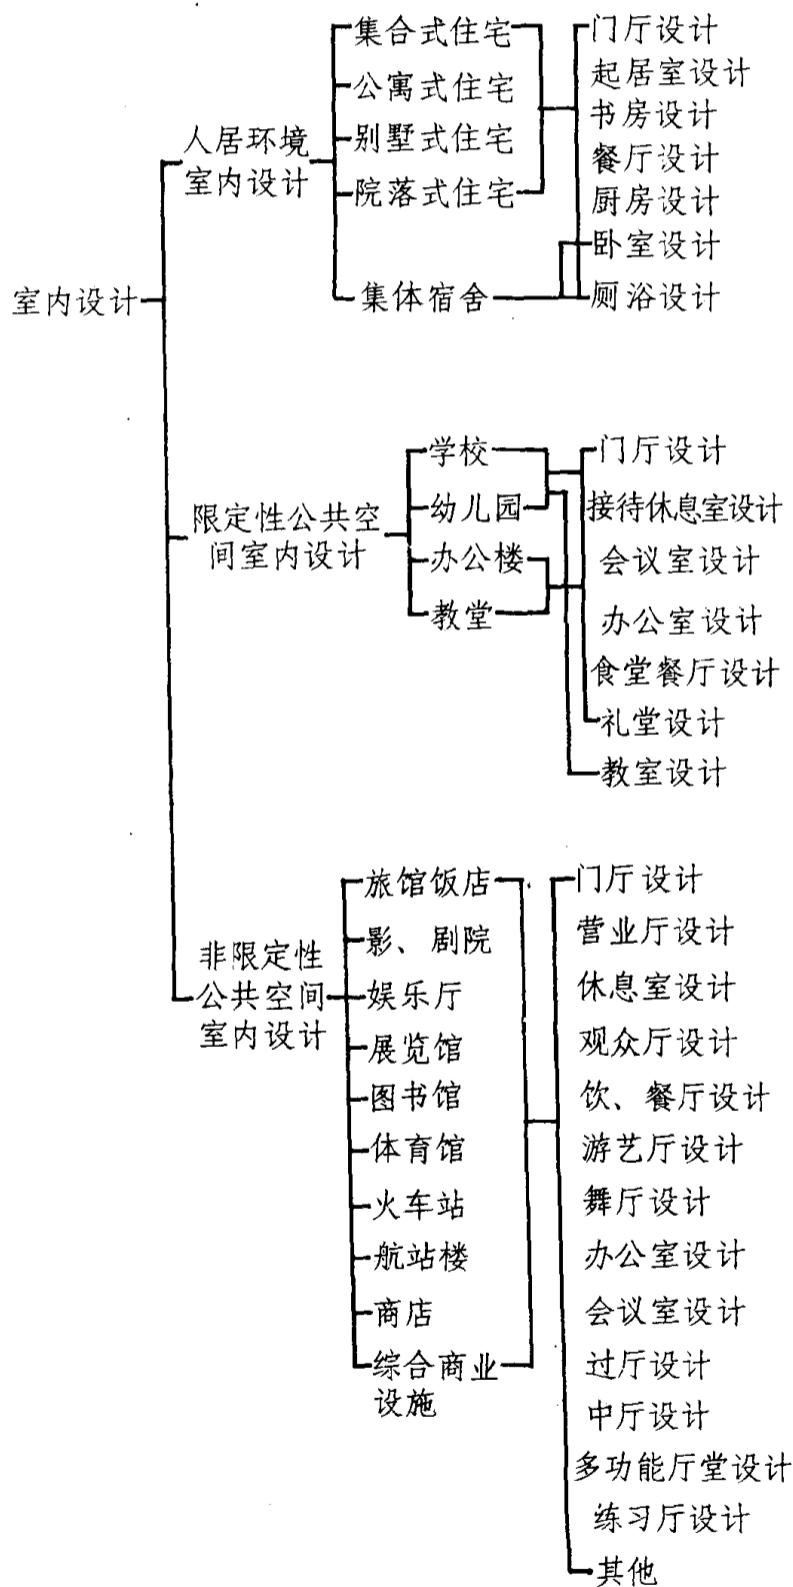 室内设计
人居环境
室内设计
集合式住宅
公寓式住宅
别墅式住宅
院落式住宅
集体宿舍
门厅设计
起居室设计
书房设计
餐厅设计
厨房设计
卧室设计
厕浴设计
限定性公共空
间室内设计
学校
幼儿园
办公楼
教堂
门厅设计
接待休息室设计
会议室设计
办公室设计
食堂餐厅设计
礼堂设计
教室设计
非限定性
公共空间
室内设计
旅馆饭店
影、剧院
娱乐厅
展览馆
图书馆
体育馆
火车站
航站楼
商店
综合商业
设施
门厅设计
营业厅设计
休息室设计
观众厅设计
饮、餐厅设计
游艺厅设计
舞厅设计
办公室设计
会议室设计
过厅设计
中厅设计
多功能厅堂设计
练习厅设计
其他